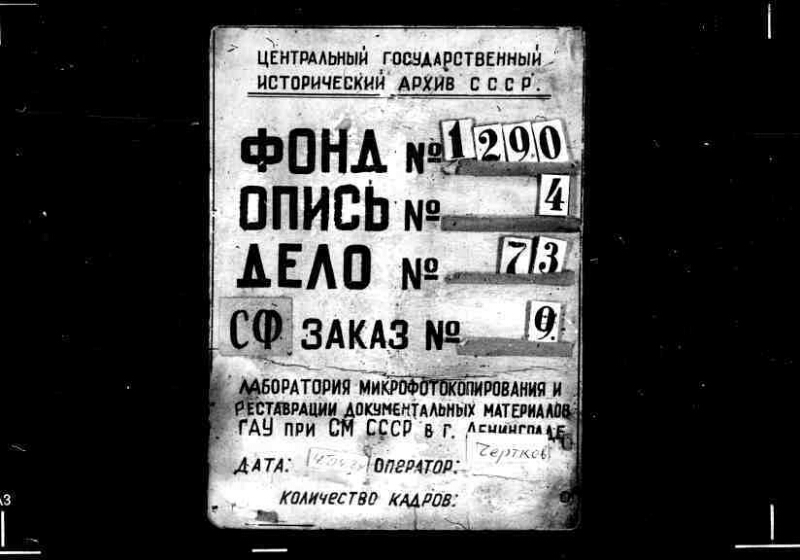 ЦЕНТРАЛЬНЫЙ ГОСУДАРСТВЕННЫЙ
ИСТОРИЧЕСКИЙ АРХИВ СССР.
ФОНД № 1290
ОПИСЬ № 4
ДЕЛО № 73
СФ ЗАКАЗ № 0
ЛАБОРАТОРИЯ МИКРОФОТОКОПИРОВАНИЯ И
РЕСТАВРАЦИИ ДОКУМЕНТАЛЬНЫХ МАТЕРИАЛОВ
ГАУ ПРИ СМ СССР В Г. ЛЕНИНГРАДЕ
ДАТА: ОПЕРАТОР: Чертков
КОЛИЧЕСТВО КАДРОВ: